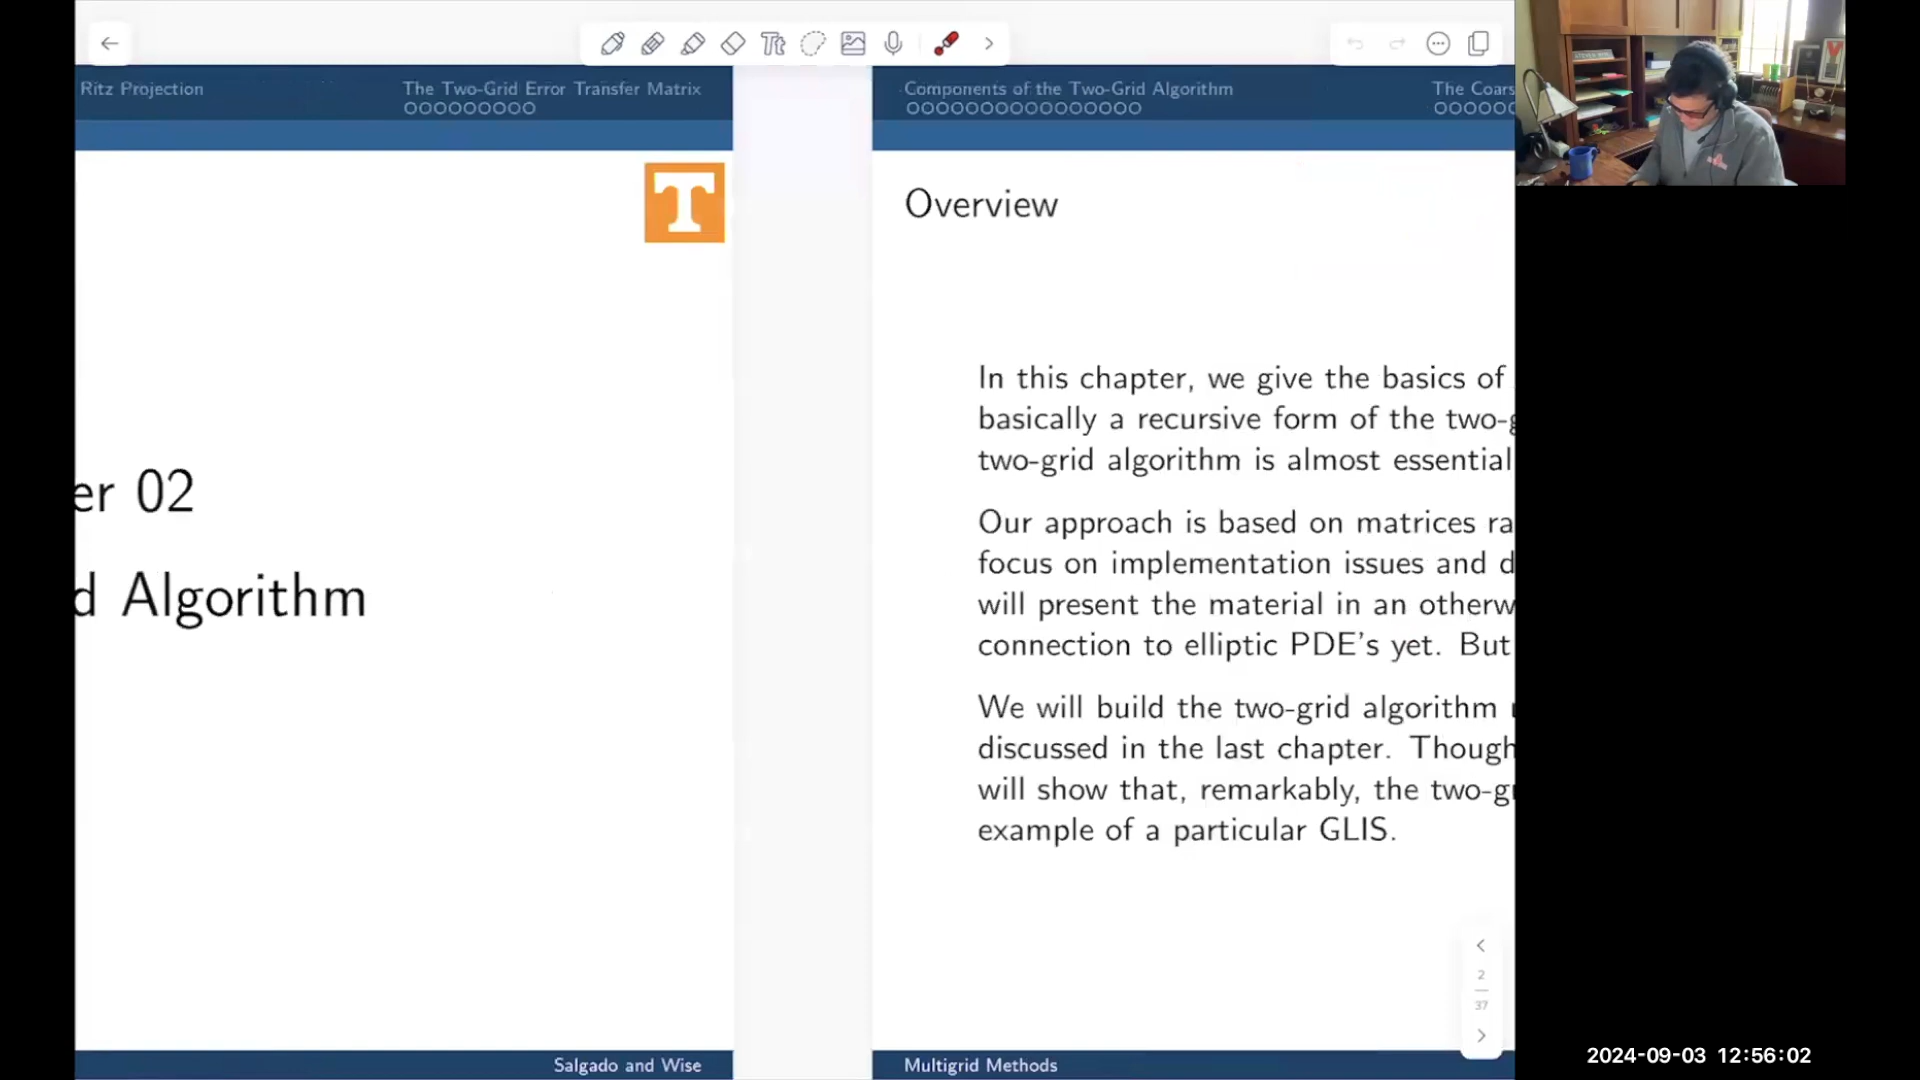 Ritz Projection
The Two-Grid Error Transfer Matrix
T
er 02
d Algorithm
Salgado and Wise
Components of the Two-Grid Algorithm
The Coars
Overview
In this chapter, we give the basics of
basically a recursive form of the two-g
two-grid algorithm is almost essential
Our approach is based on matrices ra
focus on implementation issues and d
will present the material in an otherw
connection to elliptic PDE's yet. But
We will build the two-grid algorithm
discussed in the last chapter. Though
will show that, remarkably, the two-gr
example of a particular GLIS.
Multigrid Methods
Tt
2
37
2024-09-03 12:56:02